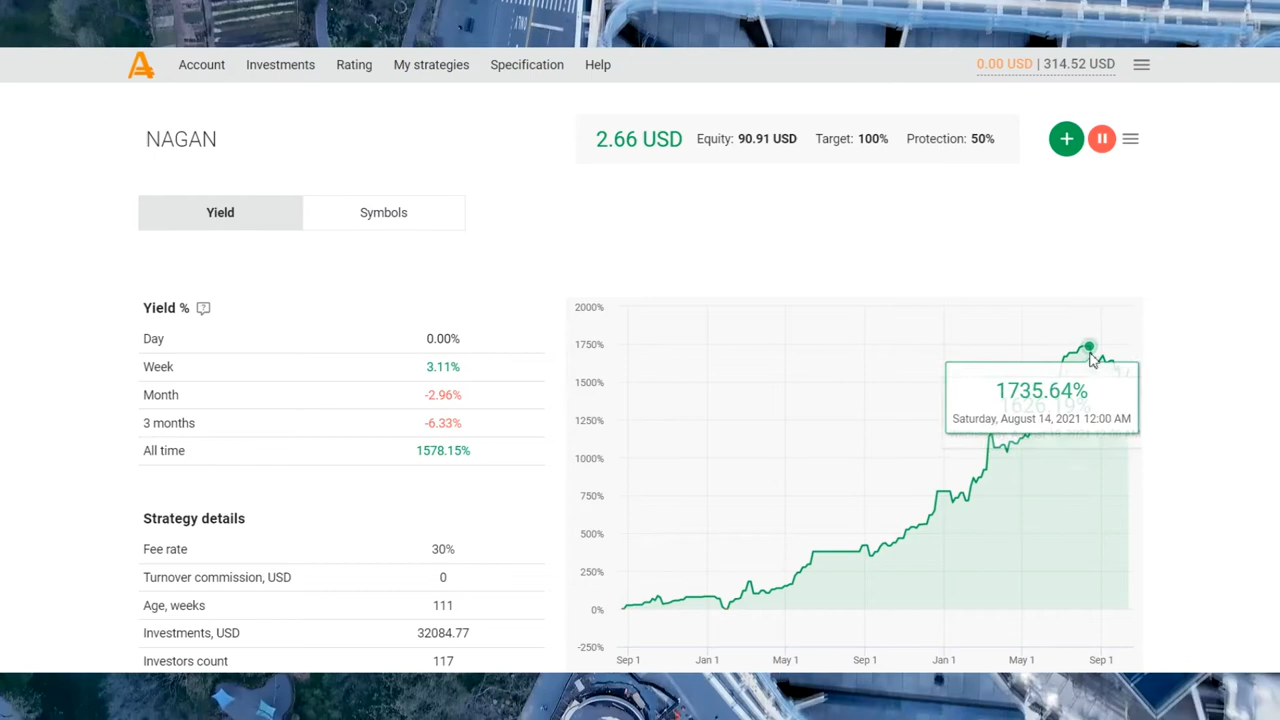 Account Investments Rating My strategies Specification Help 0.00 USD | 314.52 USD
NAGAN
2.66 USD Equity: 90.91 USD Target: 100% Protection: 50%
Yield Symbols
Yield %
Day 0.00%
Week 3.11%
Month -2.96%
3 months -6.33%
All time 1578.15%
Strategy details
Fee rate 30%
Turnover commission, USD 0
Age, weeks 111
Investments, USD 32084.77
Investors count 117
2000%
1750%
1500%
1250%
1000%
750%
500%
250%
0%
-250%
Sep 1 Jan 1 May 1 Sep 1 Jan 1 May 1 Sep 1
1735.64%
1626.19%
Saturday, August 14, 2021 12:00 AM